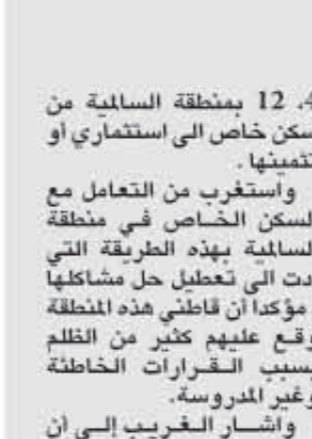 4، 12 بمنطقة السالمية من
سكن خاص الى استثماري أو
تثمينها .
واستغرب من التعامل مع
السكن الخاص في منطقة
السالمية بهذه الطريقة التي
أدت الى تعطيل حل مشاكلها
مؤكدا أن قاطني هذه المنطقة
وقع عليهم كثير من الظلم
بسبب القرارات الخاطئة
وغير المدروسة.
واشار الغريب إلى أن